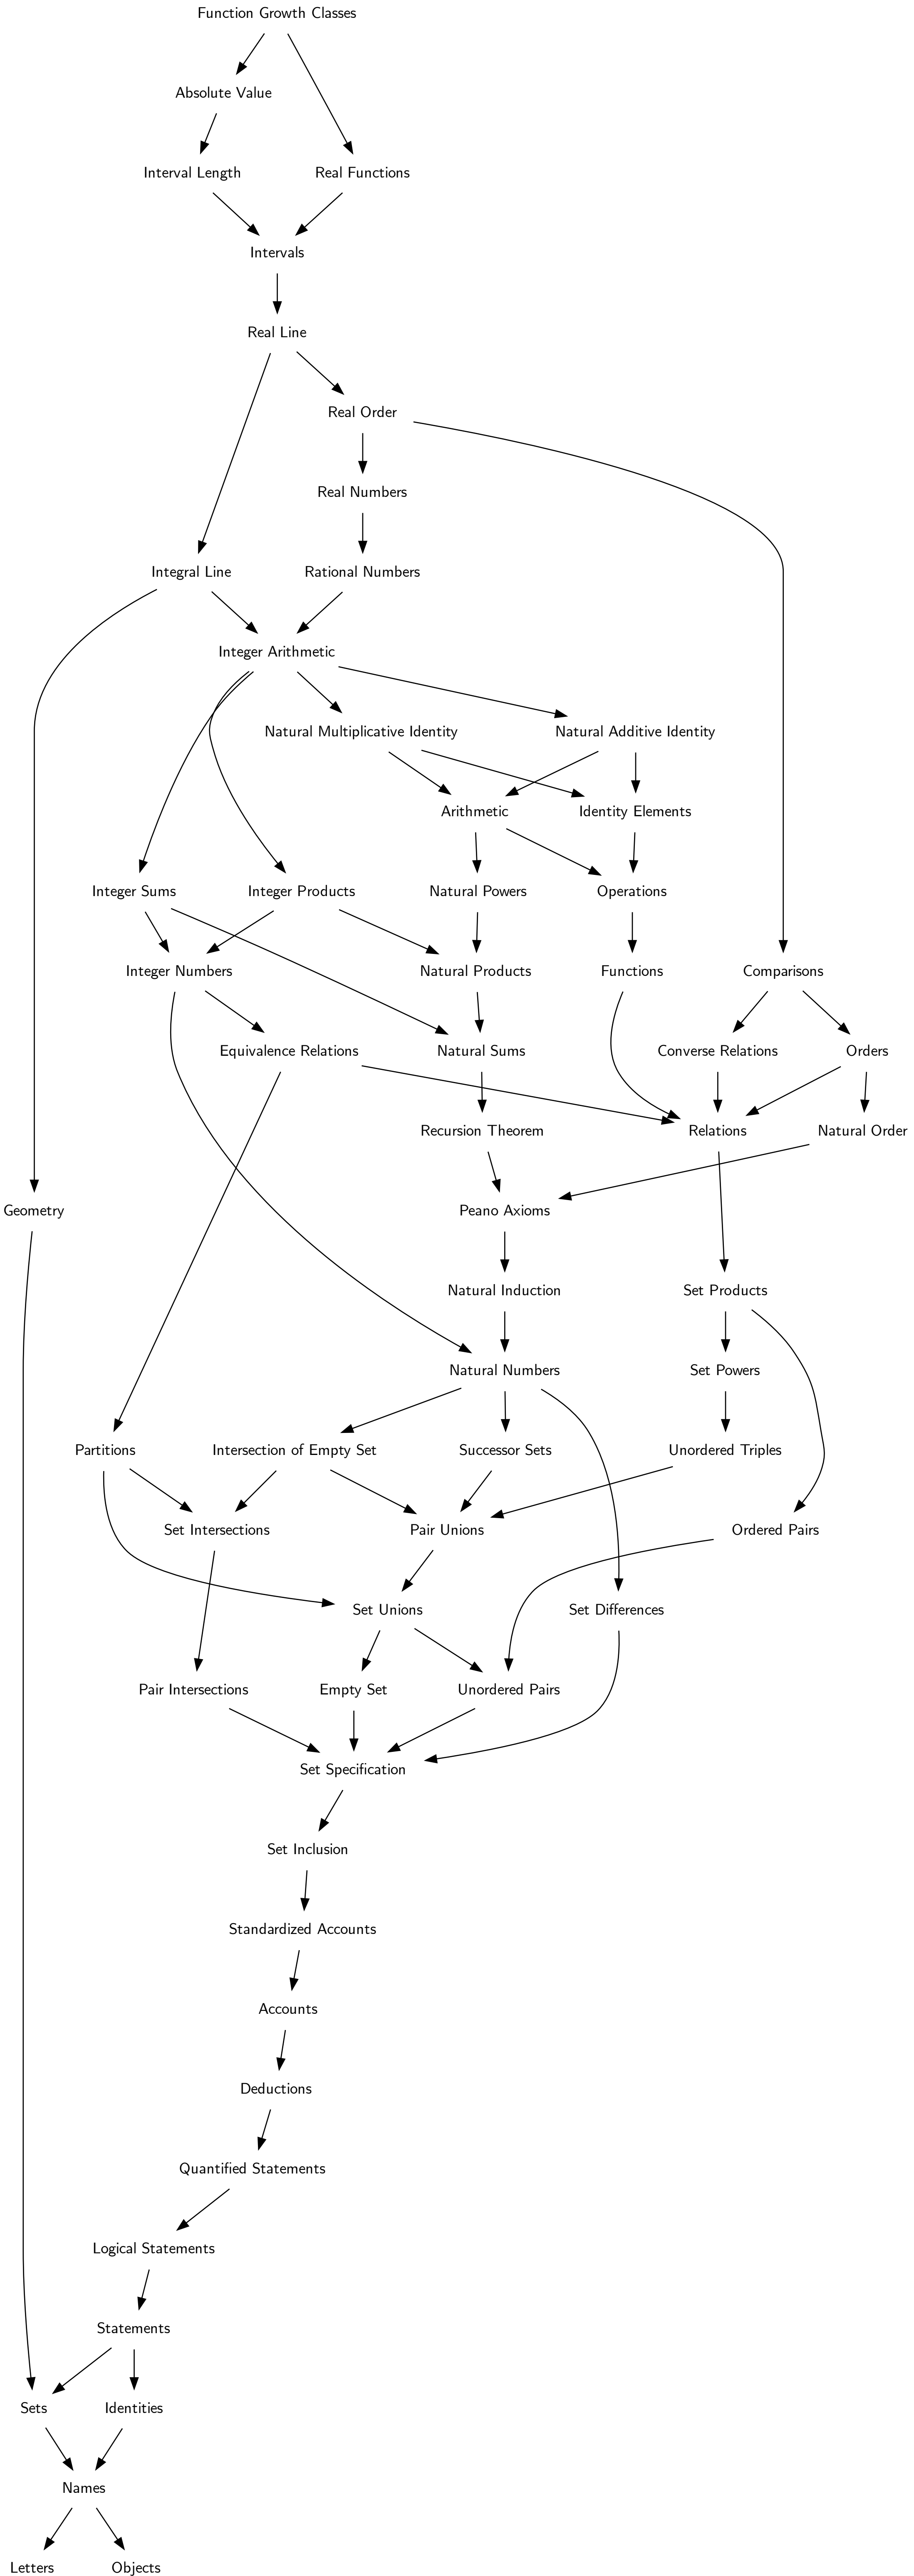 Function Growth Classes
Absolute Value
Interval Length
Real Functions
Intervals
Real Line
Real Order
Real Numbers
Integral Line
Rational Numbers
Integer Arithmetic
Natural Multiplicative Identity
Natural Additive Identity
Arithmetic
Identity Elements
Integer Sums
Integer Products
Natural Powers
Operations
Integer Numbers
Natural Products
Functions
Comparisons
Equivalence Relations
Natural Sums
Converse Relations
Orders
Recursion Theorem
Relations
Natural Order
Geometry
Peano Axioms
Natural Induction
Set Products
Natural Numbers
Set Powers
Partitions
Intersection of Empty Set
Successor Sets
Unordered Triples
Set Intersections
Pair Unions
Ordered Pairs
Set Unions
Set Differences
Pair Intersections
Empty Set
Unordered Pairs
Set Specification
Set Inclusion
Standardized Accounts
Accounts
Deductions
Quantified Statements
Logical Statements
Statements
Sets
Identities
Names
Letters
Objects